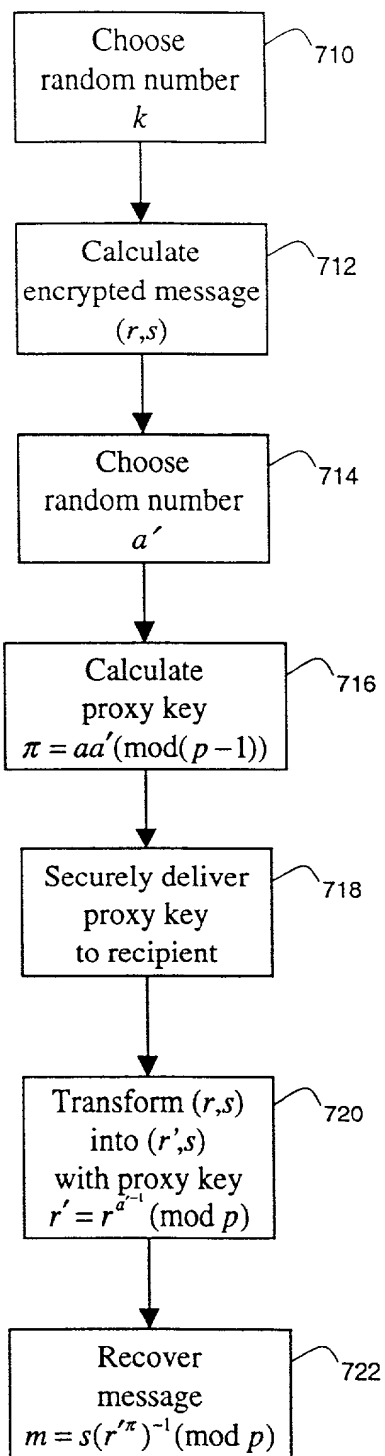 Choose
random number
k
710
Calculate
encrypted message
(r,s)
712
Choose
random number
a′
714
Calculate
proxy key
π = aa′(mod(p−1))
716
Securely deliver
proxy key
to recipient
718
Transform (r,s)
into (r',s)
with proxy key
r′ = r^{a′^{-1}} (mod p)
720
Recover
message
m = s(r′^π)^{-1} (mod p)
722